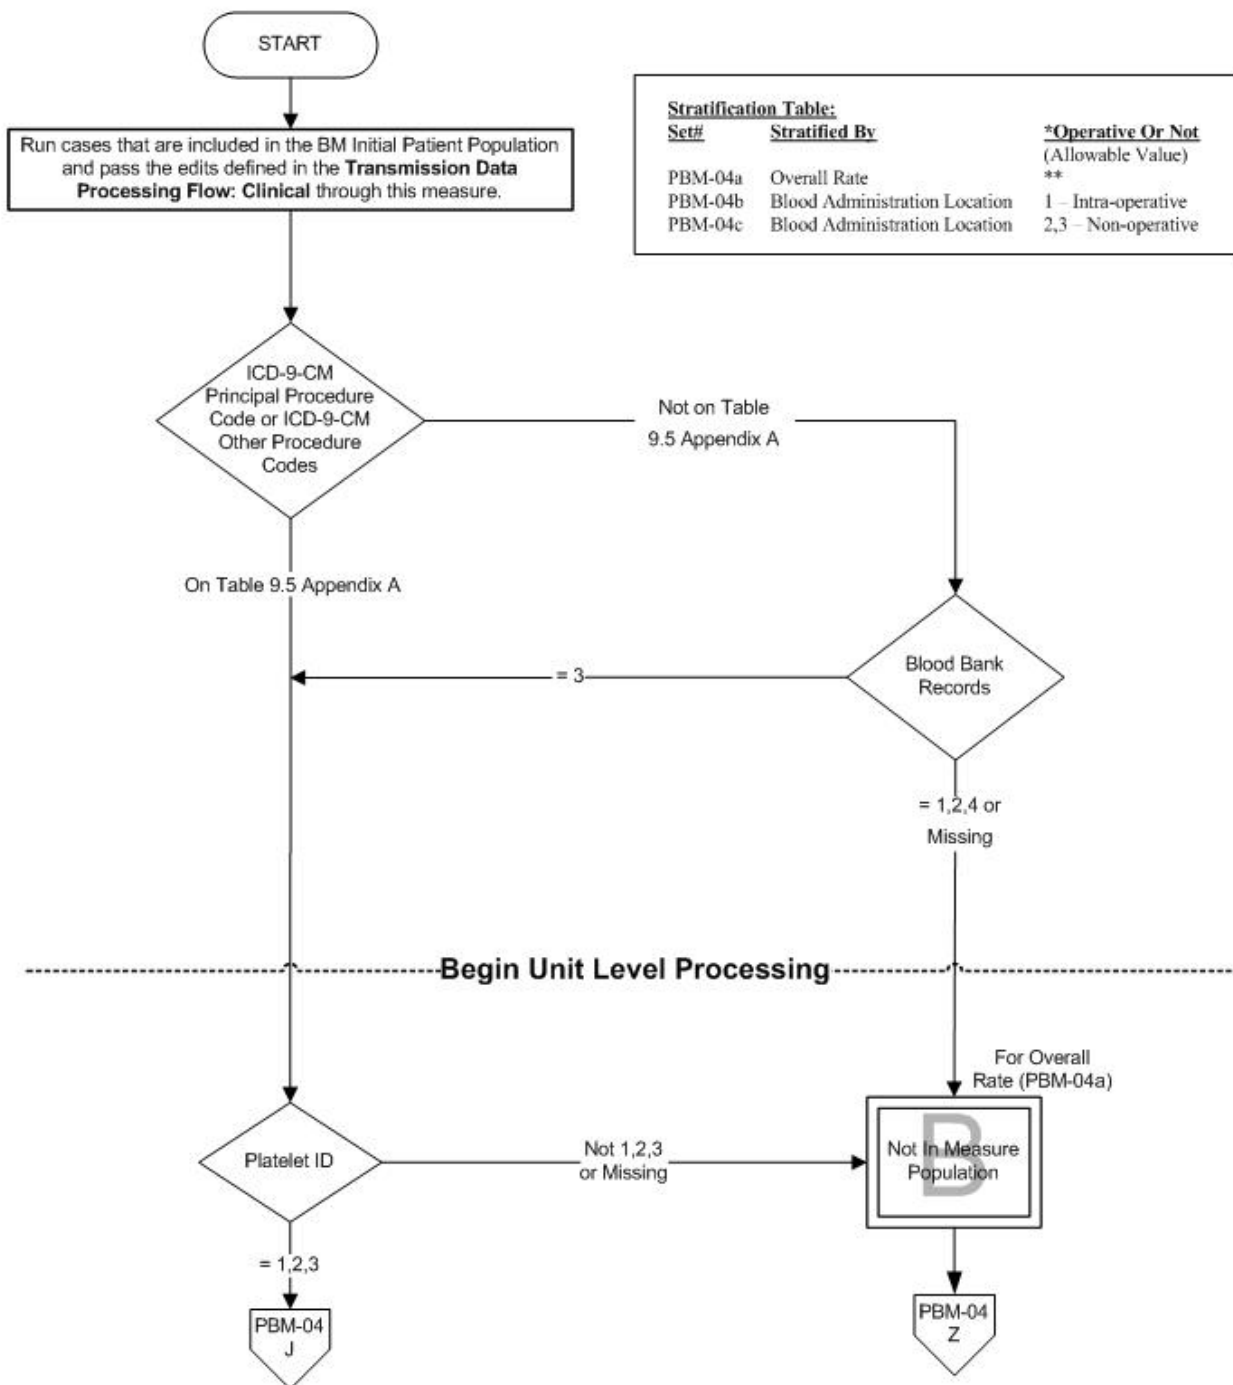 START
Run cases that are included in the BM Initial Patient Population
and pass the edits defined in the Transmission Data
Processing Flow: Clinical through this measure.
Stratification Table:
Set# Stratified By *Operative Or Not
(Allowable Value)
PBM-04a Overall Rate **
PBM-04b Blood Administration Location 1 – Intra-operative
PBM-04c Blood Administration Location 2,3 – Non-operative
ICD-9-CM
Principal Procedure
Code or ICD-9-CM
Other Procedure
Codes
Not on Table
9.5 Appendix A
On Table 9.5 Appendix A
Blood Bank
Records
= 3
= 1,2,4 or
Missing
Begin Unit Level Processing
For Overall
Rate (PBM-04a)
Platelet ID
Not 1,2,3
or Missing
B
Not In Measure
Population
= 1,2,3
PBM-04
J
PBM-04
Z